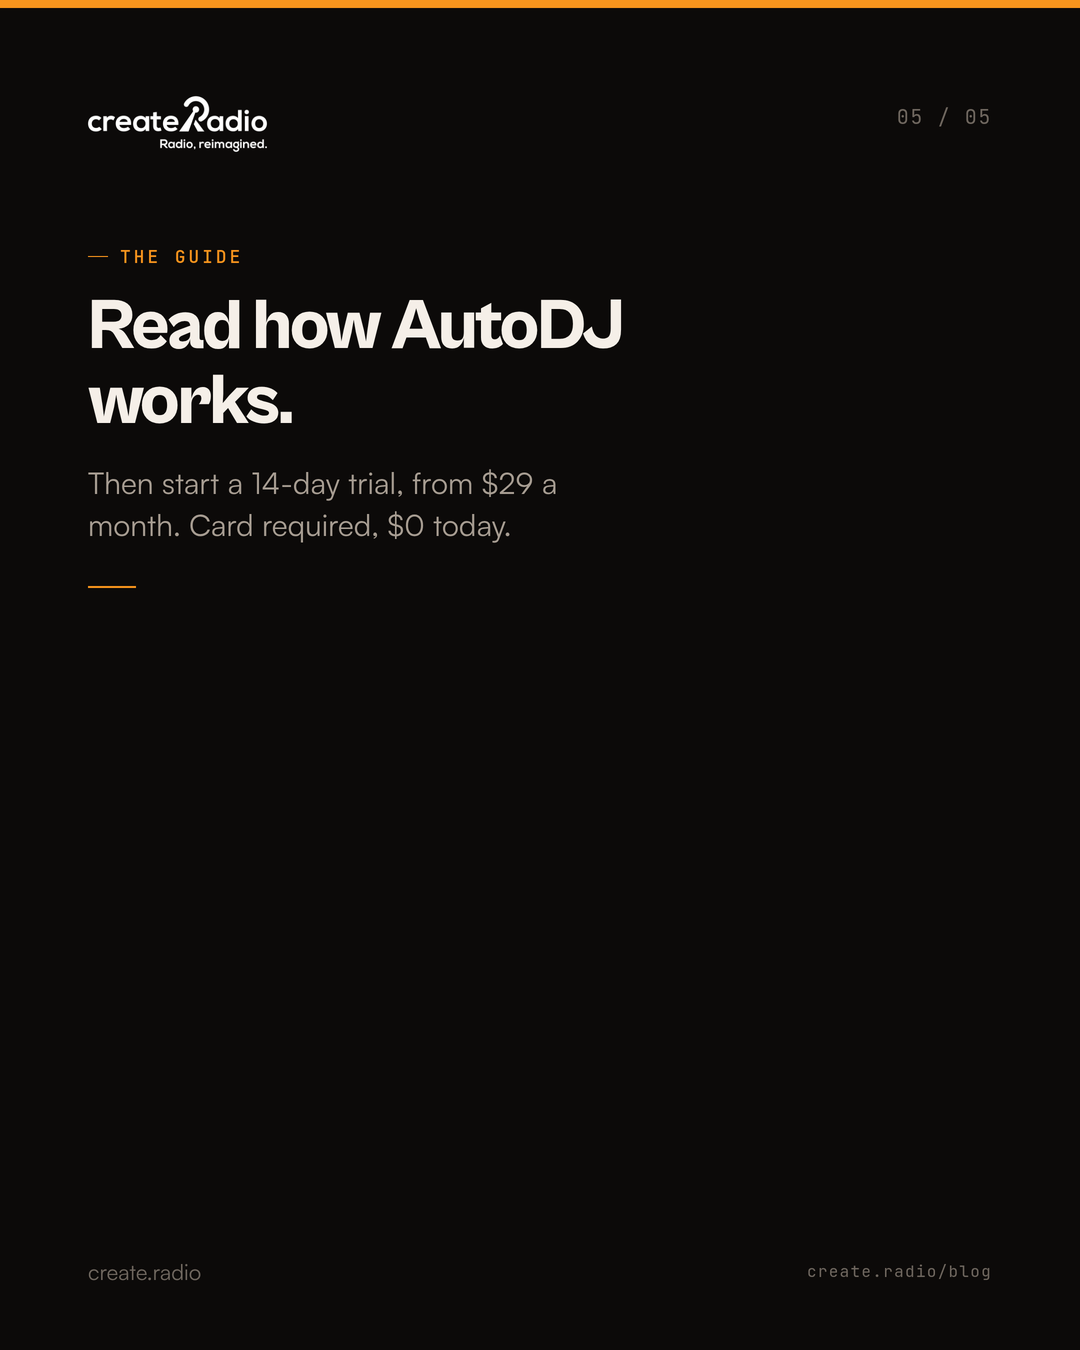 createRadio
Radio, reimagined.
05 / 05
— THE GUIDE
Read how AutoDJ
works.
Then start a 14-day trial, from $29 a
month. Card required, $0 today.
create.radio
create.radio/blog